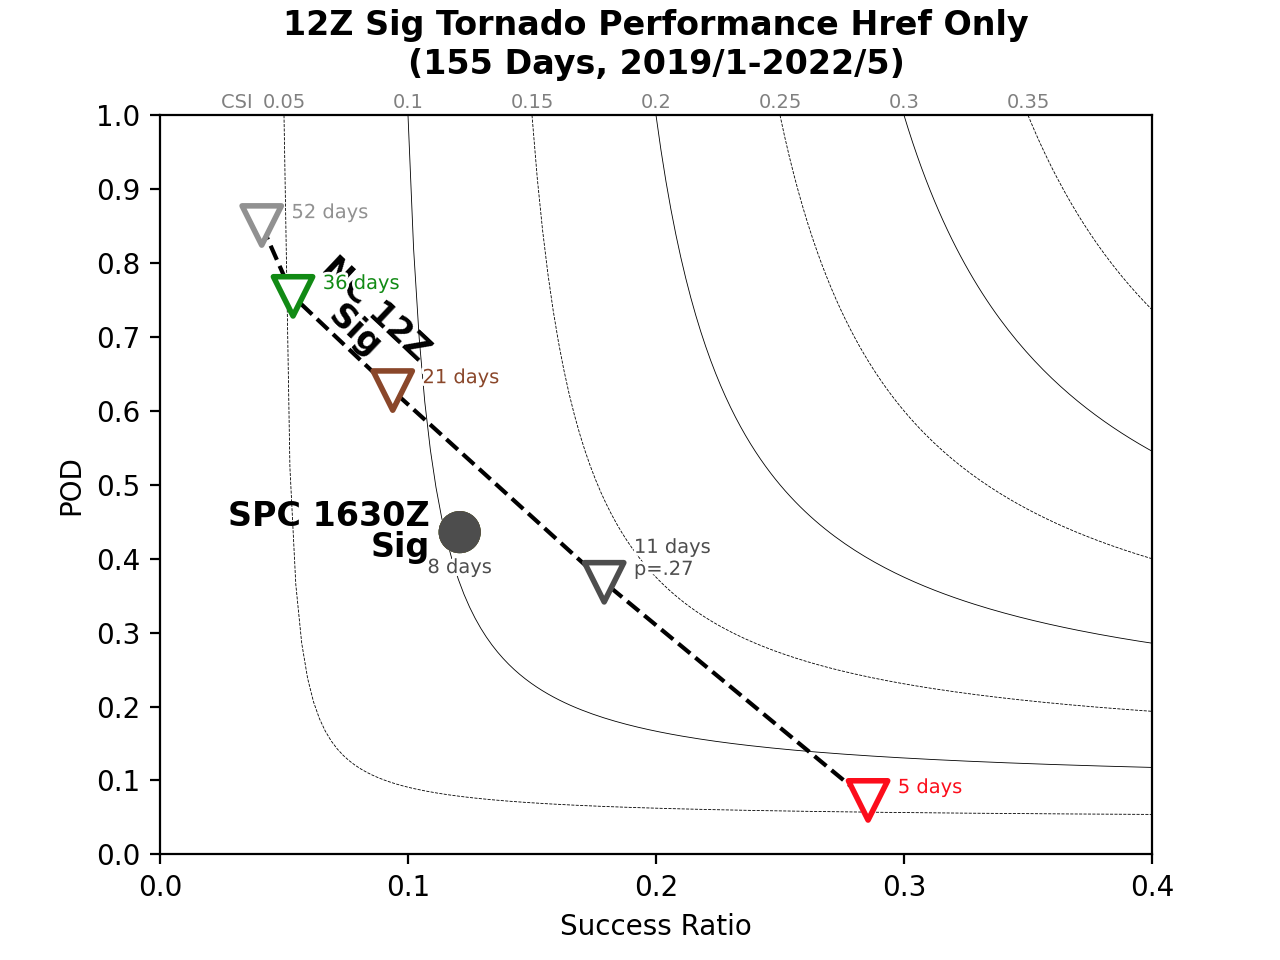 12Z Sig Tornado Performance Href Only
(155 Days, 2019/1-2022/5)
CSI 0.05 0.1 0.15 0.2 0.25 0.3 0.35
1.0
0.9
52 days
0.8
NC 12Z
Sig
36 days
0.7
21 days
0.6
0.5
POD
SPC 1630Z
Sig
8 days
11 days
p=.27
0.4
0.3
0.2
0.1
5 days
0.0
0.0 0.1 0.2 0.3 0.4
Success Ratio